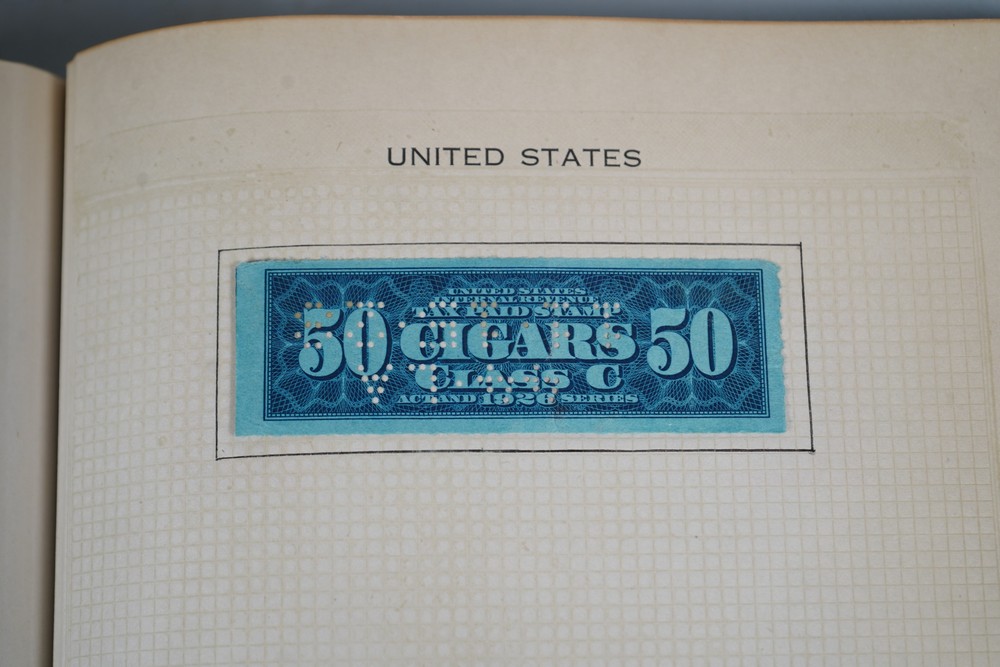 UNITED STATES
UNITED STATES
INTERNAL REVENUE
TAX PAID STAMP
50 CIGARS 50
CLASS C
ACT AND 1926 SERIES